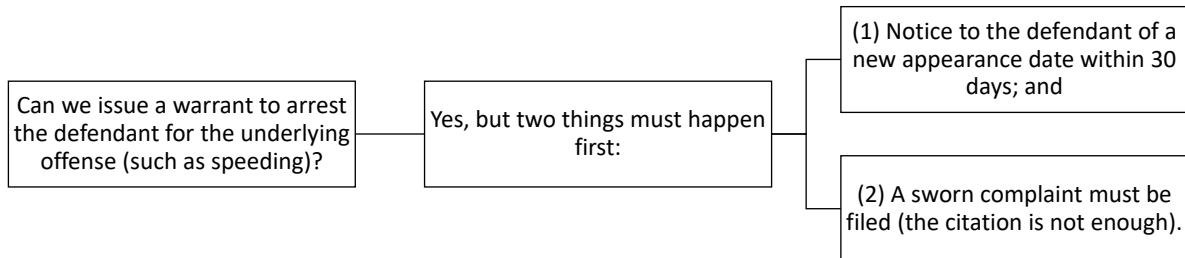 Can we issue a warrant to arrest
the defendant for the underlying
offense (such as speeding)?
Yes, but two things must happen
first:
(1) Notice to the defendant of a
new appearance date within 30
days; and
(2) A sworn complaint must be
filed (the citation is not enough).